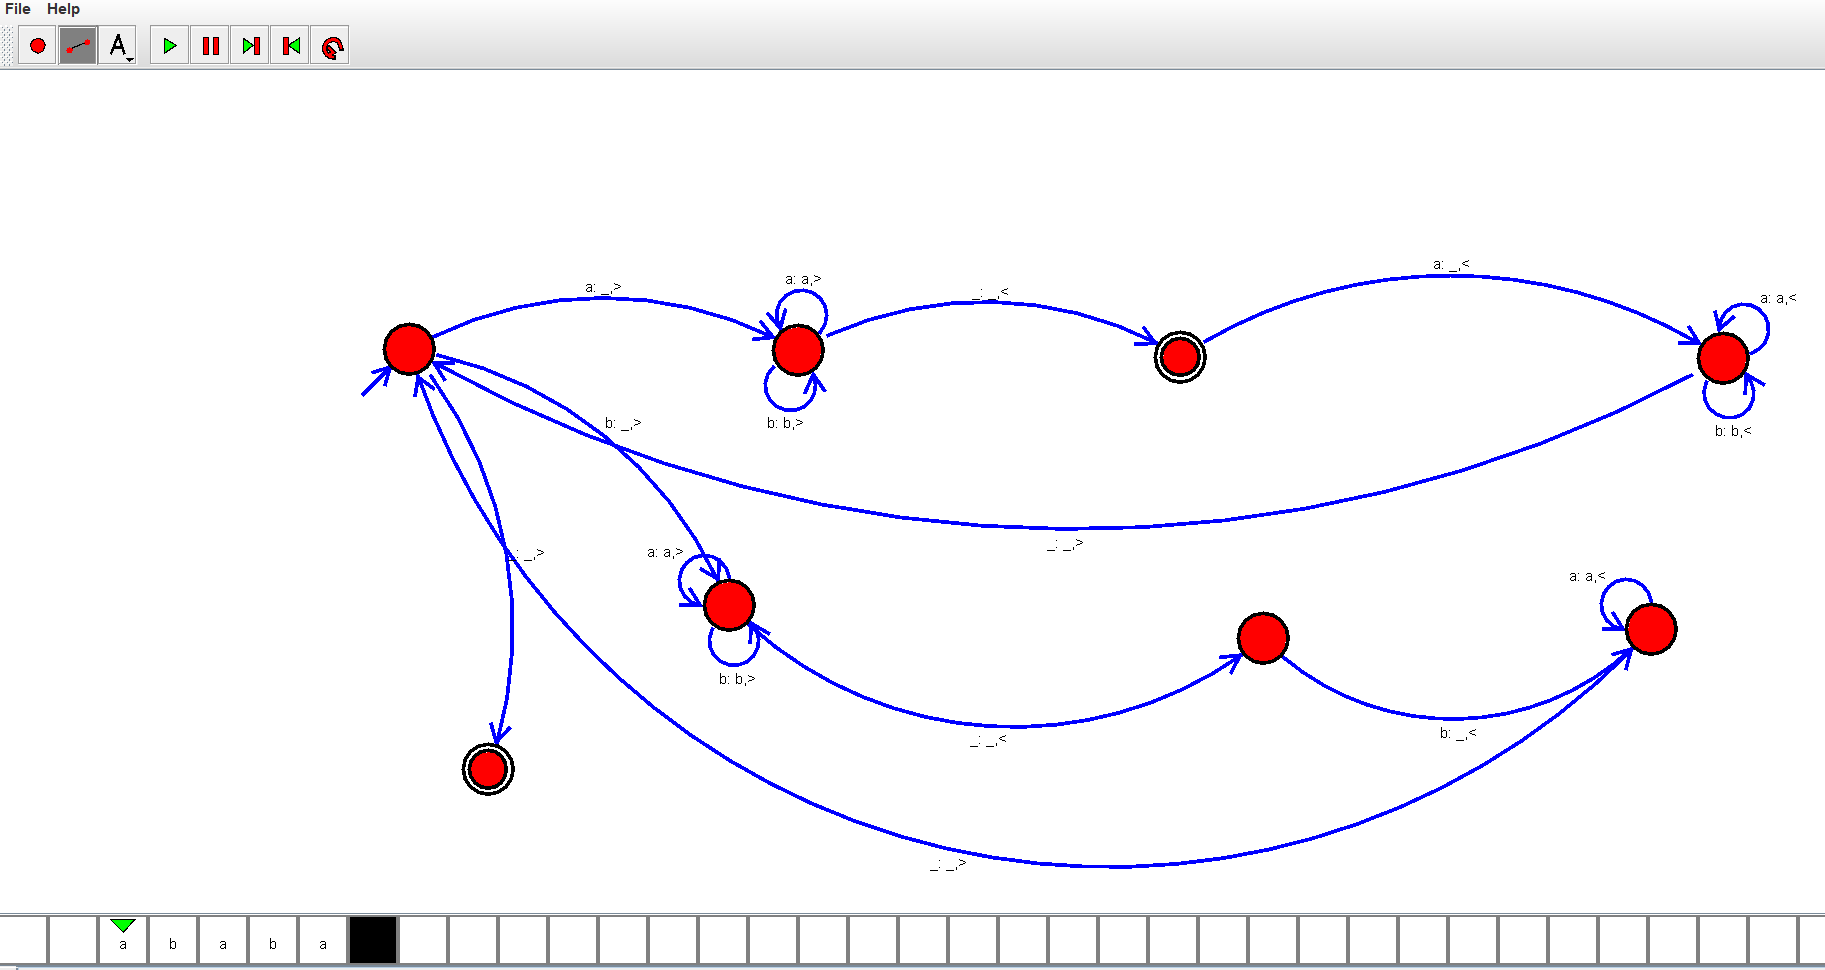 File Help
A
a: _,>
a: a,>
b: b,>
_: _,<
a: _,<
a: a,<
b: b,<
b: _,>
_: _,>
_: _,>
a: a,>
b: b,>
_: _,<
b: _,<
a: a,<
_: _,>
a b a b a